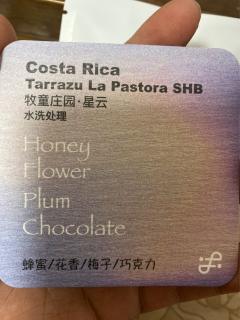 Costa Rica
Tarrazu La Pastora SHB
牧童庄园·星云
水洗处理
Honey
Flower
Plum
Chocolate
蜂蜜/花香/梅子/巧克力